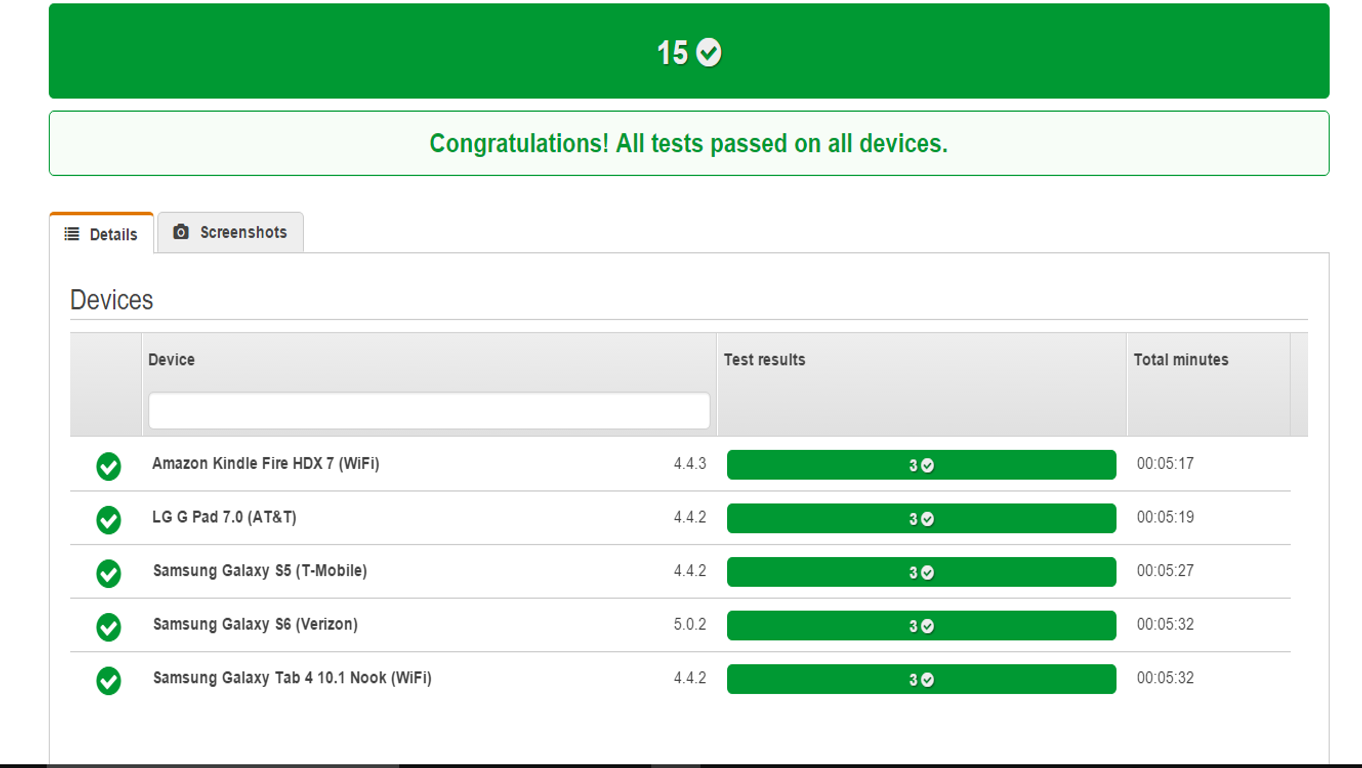 15
Congratulations! All tests passed on all devices.
Details Screenshots
Devices
Device Test results Total minutes
Amazon Kindle Fire HDX 7 (WiFi) 4.4.3 3 00:05:17
LG G Pad 7.0 (AT&T) 4.4.2 3 00:05:19
Samsung Galaxy S5 (T-Mobile) 4.4.2 3 00:05:27
Samsung Galaxy S6 (Verizon) 5.0.2 3 00:05:32
Samsung Galaxy Tab 4 10.1 Nook (WiFi) 4.4.2 3 00:05:32